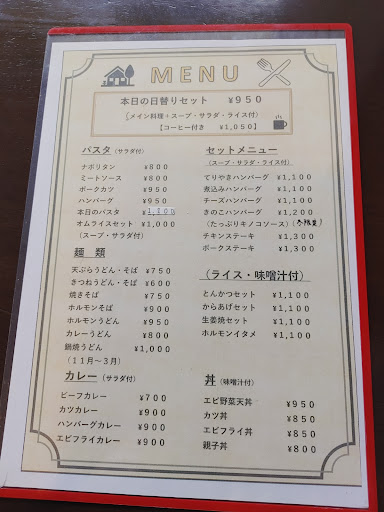 MENU
本日の日替りセット ¥950
（メイン料理+スープ・サラダ・ライス付）
【コーヒー付き ¥1,050】
パスタ（サラダ付）
ナポリタン ¥800
ミートソース ¥800
ポークカツ ¥950
ハンバーグ ¥950
本日のパスタ
オムライスセット ¥1,000
（スープ・サラダ付）
麺 類
天ぷらうどん・そば ¥750
きつねうどん・そば ¥600
焼きそば ¥750
ホルモンそば ¥900
ホルモンうどん ¥950
カレーうどん ¥850
鍋焼うどん ¥1,000
（11月～3月）
カレー（サラダ付）
ビーフカレー ¥700
カツカレー ¥900
ハンバーグカレー ¥900
エビフライカレー ¥900
セットメニュー
（スープ・サラダ・ライス付）
てりやきハンバーグ ¥1,100
煮込みハンバーグ ¥1,100
チーズハンバーグ ¥1,100
きのこハンバーグ ¥1,200
（たっぷりキノコソース）
チキンステーキ ¥1,300
ポークステーキ ¥1,300
（ライス・味噌汁付）
とんかつセット ¥1,100
からあげセット ¥1,100
生姜焼セット ¥1,100
ホルモンイタメ ¥1,100
丼（味噌汁付）
エビ野菜天丼 ¥950
カツ丼 ¥850
エビフライ丼 ¥850
親子丼 ¥800